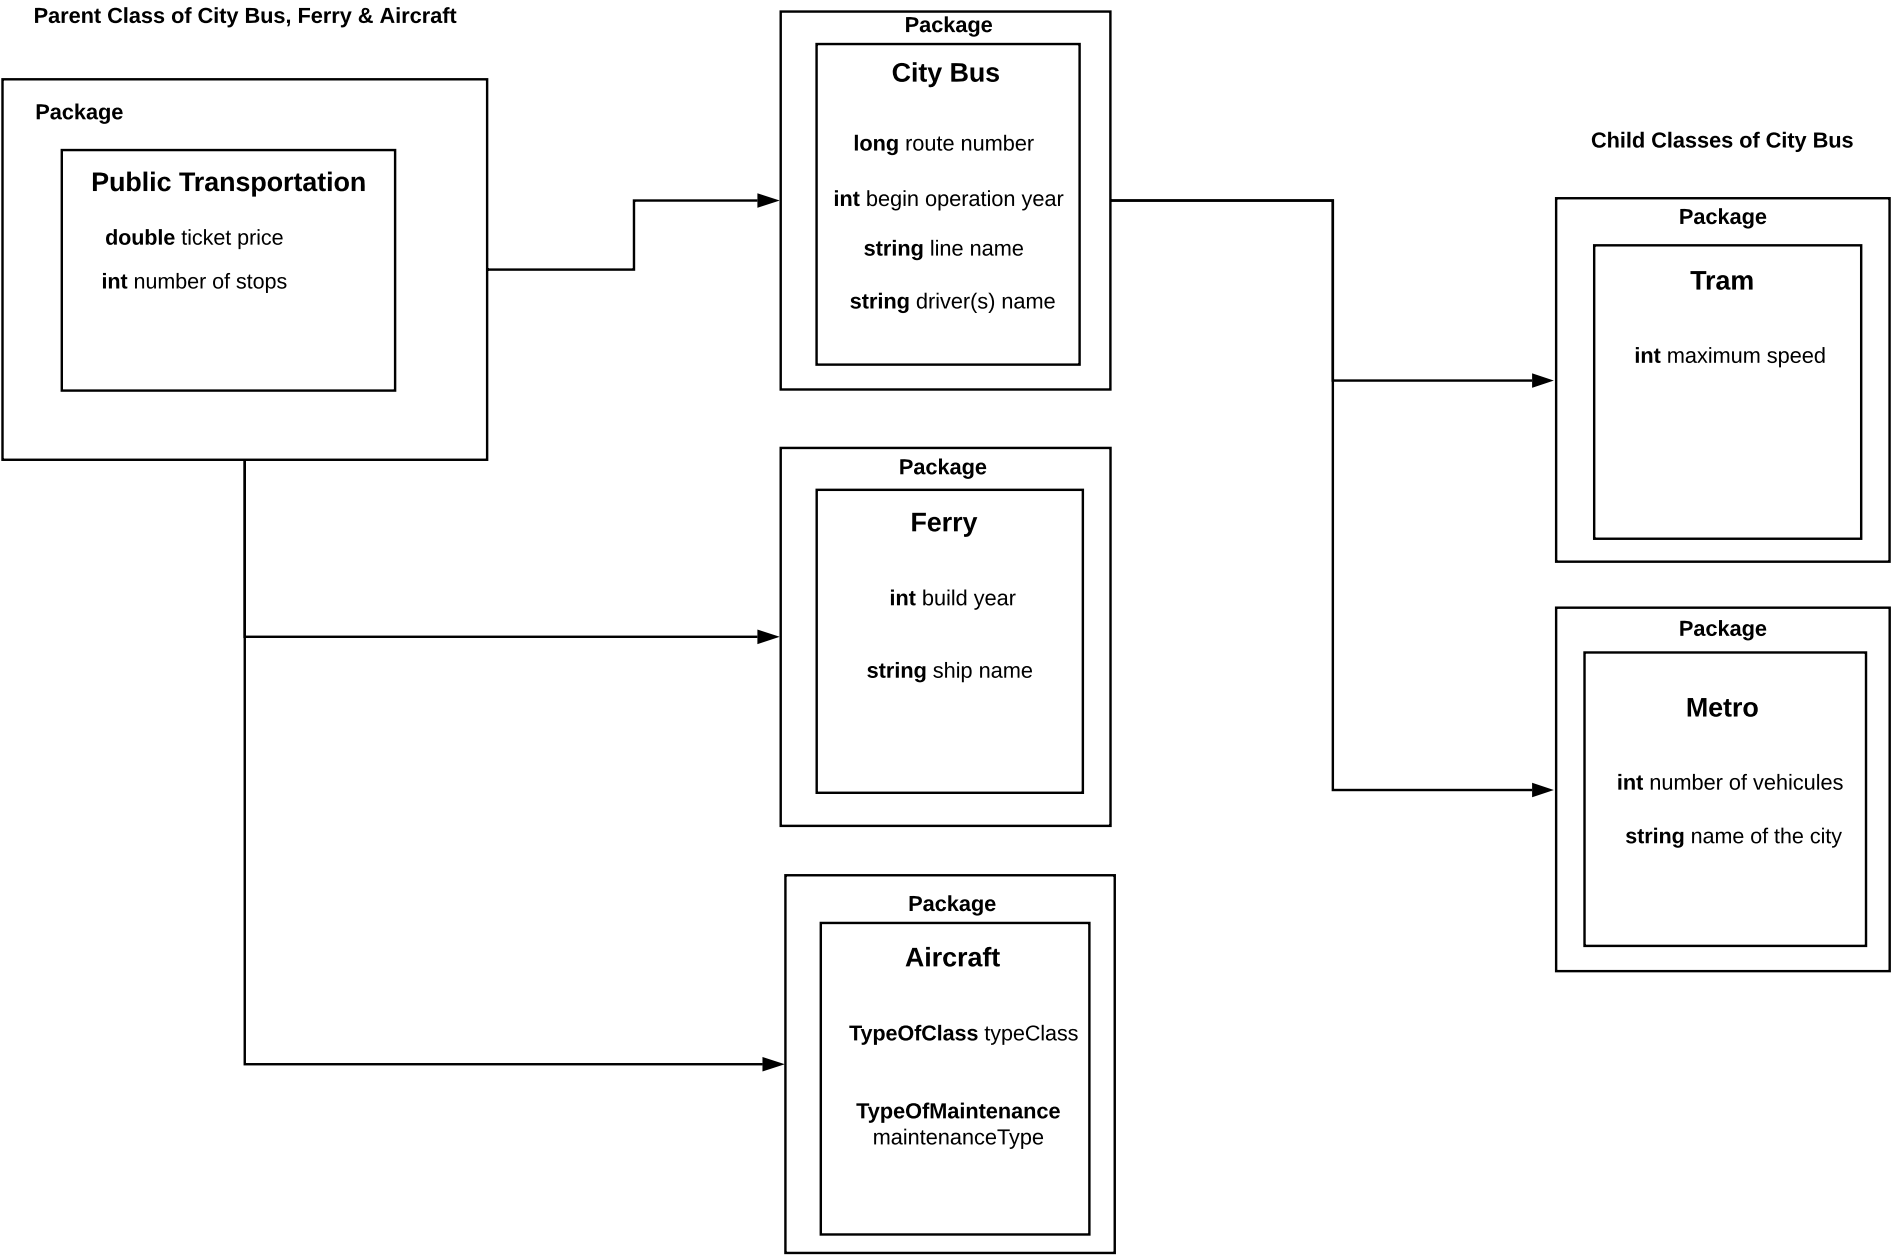 Parent Class of City Bus, Ferry & Aircraft
Package
Public Transportation
double ticket price
int number of stops
Package
City Bus
long route number
int begin operation year
string line name
string driver(s) name
Package
Ferry
int build year
string ship name
Package
Aircraft
TypeOfClass typeClass
TypeOfMaintenance
maintenanceType
Child Classes of City Bus
Package
Tram
int maximum speed
Package
Metro
int number of vehicules
string name of the city